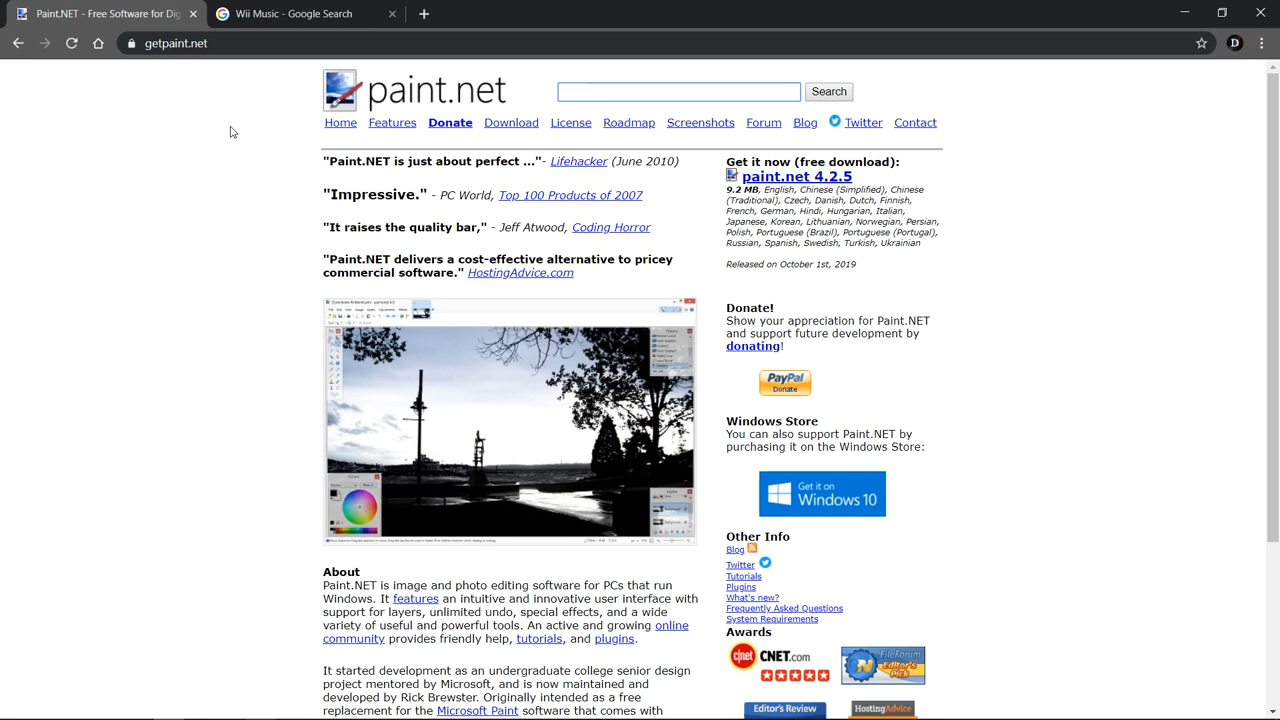 Paint.NET - Free Software for Dig
Wii Music - Google Search
getpaint.net
D
paint.net
Search
Home Features Donate Download License Roadmap Screenshots Forum Blog Twitter Contact
"Paint.NET is just about perfect ..."- Lifehacker (June 2010)
"Impressive." - PC World, Top 100 Products of 2007
"It raises the quality bar," - Jeff Atwood, Coding Horror
"Paint.NET delivers a cost-effective alternative to pricey
commercial software." HostingAdvice.com
About
Paint.NET is image and photo editing software for PCs that run
Windows. It features an intuitive and innovative user interface with
support for layers, unlimited undo, special effects, and a wide
variety of useful and powerful tools. An active and growing online
community provides friendly help, tutorials, and plugins.
It started development as an undergraduate college senior design
project mentored by Microsoft, and is now maintained and
developed by Rick Brewster. Originally intended as a free
replacement for the Microsoft Paint software that comes with
Get it now (free download):
paint.net 4.2.5
9.2 MB, English, Chinese (Simplified), Chinese
(Traditional), Czech, Danish, Dutch, Finnish,
French, German, Hindi, Hungarian, Italian,
Japanese, Korean, Lithuanian, Norwegian, Persian,
Polish, Portuguese (Brazil), Portuguese (Portugal),
Russian, Spanish, Swedish, Turkish, Ukrainian
Released on October 1st, 2019
Donate!
Show your appreciation for Paint.NET
and support future development by
donating!
PayPal
Donate
Windows Store
You can also support Paint.NET by
purchasing it on the Windows Store:
Get it on
Windows 10
Other Info
Blog
Twitter
Tutorials
Plugins
What's new?
Frequently Asked Questions
System Requirements
Awards
c|net CNET.com
FileForum
Editor's
Pick
Editor's Review
HostingAdvice